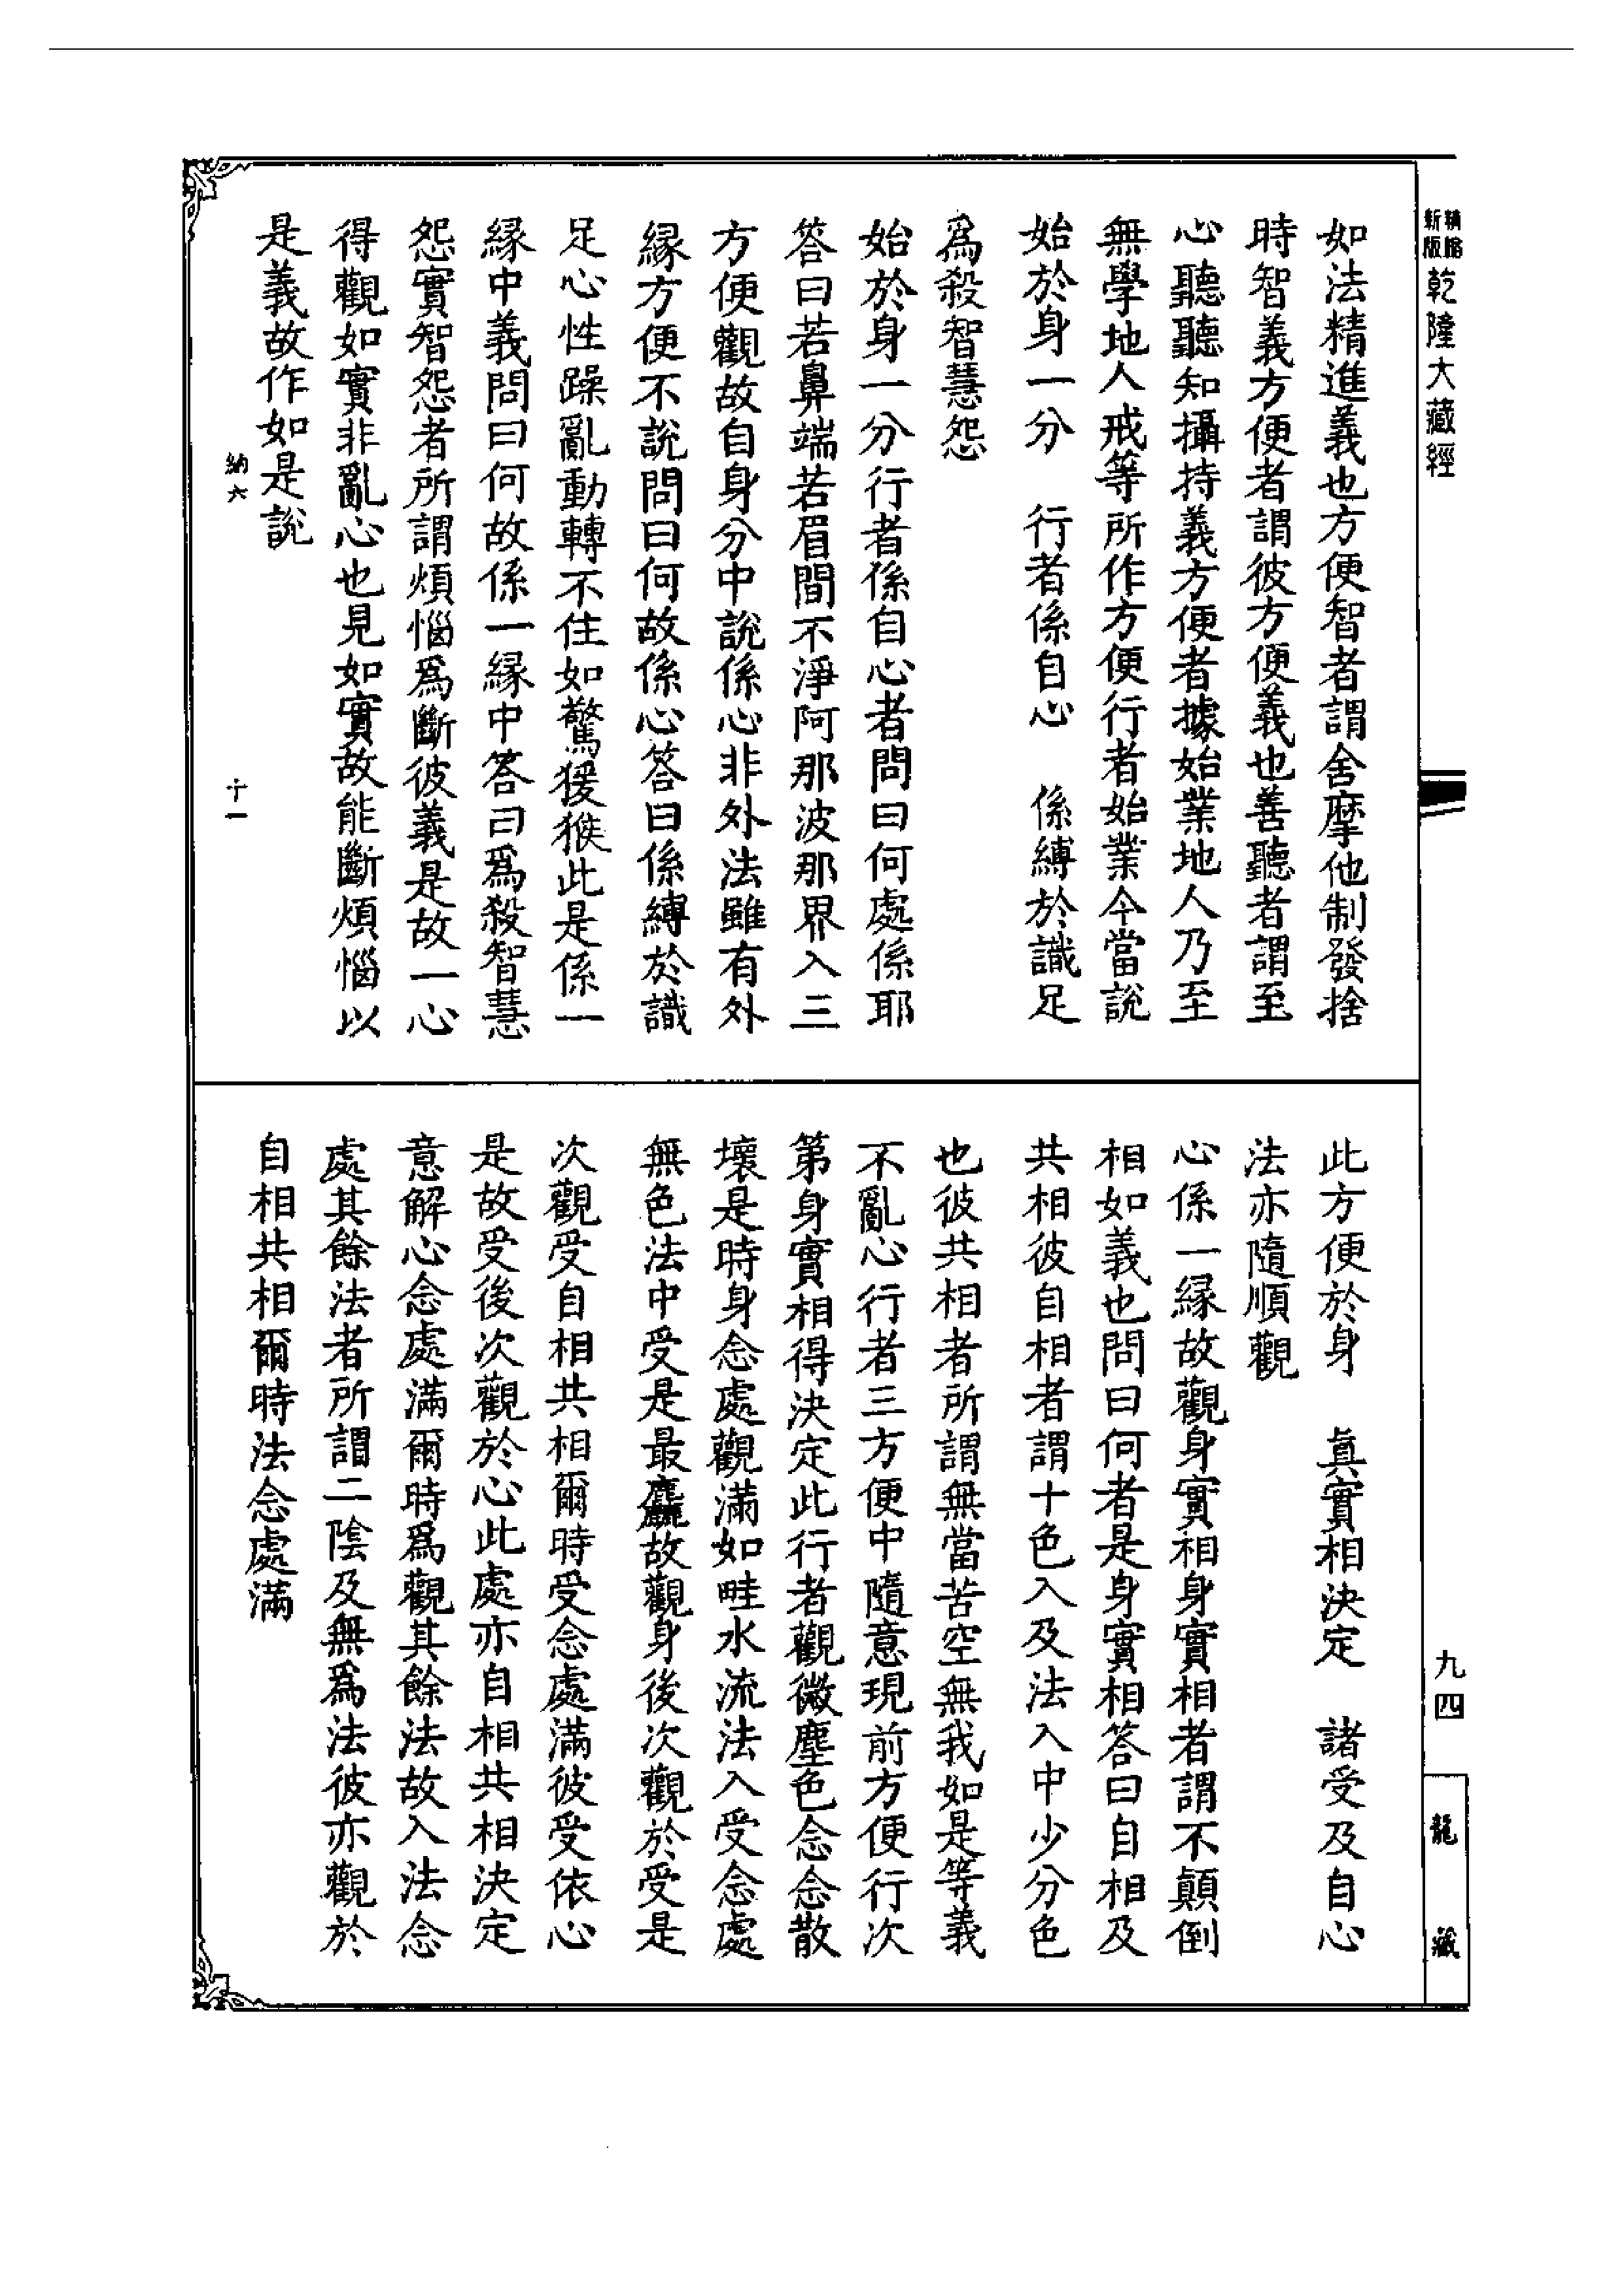 精縮新版乾隆大藏經
如法精進義也方便智者謂舍摩他制發捨
時智義方便者謂彼方便義也善聽者謂至
心聽聽知攝持義方便者據始業地人乃至
無學地人戒等所作方便行者始業今當說
始於身一分　行者係自心　係縛於識足
爲殺智慧怨
始於身一分行者係自心者問曰何處係耶
答曰若鼻端若眉間不淨阿那波那界入三
方便觀故自身分中說係心非外法雖有外
緣方便不說問曰何故係心答曰係縛於識
足心性躁亂動轉不住如驚猨猴此是係一
緣中義問曰何故係一緣中答曰爲殺智慧
怨實智怨者所謂煩惱爲斷彼義是故一心
得觀如實非亂心也見如實故能斷煩惱以
是義故作如是說
納六　十一
此方便於身　眞實相決定　諸受及自心
法亦隨順觀
心係一緣故觀身實相身實相者謂不顛倒
相如義也問曰何者是身實相答曰自相及
共相彼自相者謂十色入及法入中少分色
也彼共相者所謂無當苦空無我如是等義
不亂心行者三方便中隨意現前方便行次
第身實相得決定此行者觀微塵色念念散
壞是時身念處觀滿如畦水流法入受念處
無色法中受是最麤故觀身後次觀於受是
次觀受自相共相爾時受念處滿彼受依心
是故受後次觀於心此處亦自相共相決定
意解心念處滿爾時爲觀其餘法故入法念
處其餘法者所謂二陰及無爲法彼亦觀於
自相共相爾時法念處滿
九四
龍藏